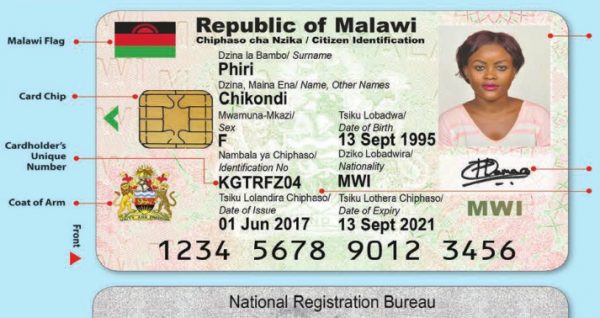 Republic of Malawi
Chiphaso cha Nzika / Citizen Identification
Malawi Flag
Dzina la Bambo/ Surname
Phiri
Dzina, Maina Ena/ Name, Other Names
Chikondi
Card Chip
Mwamuna-Mkazi/
Sex
F
Tsiku Lobadwa/
Date of Birth
13 Sept 1995
Cardholder's
Unique
Number
Nambala ya Chiphaso/
Identification No
KGTRFZ04
Dziko Lobadwira/
Nationality
MWI
Coat of Arm
Tsiku Lolandira Chiphaso/
Date of Issue
01 Jun 2017
Tsiku Lothera Chiphaso/
Date of Expiry
13 Sept 2021
MWI
Front
1234 5678 9012 3456
National Registration Bureau